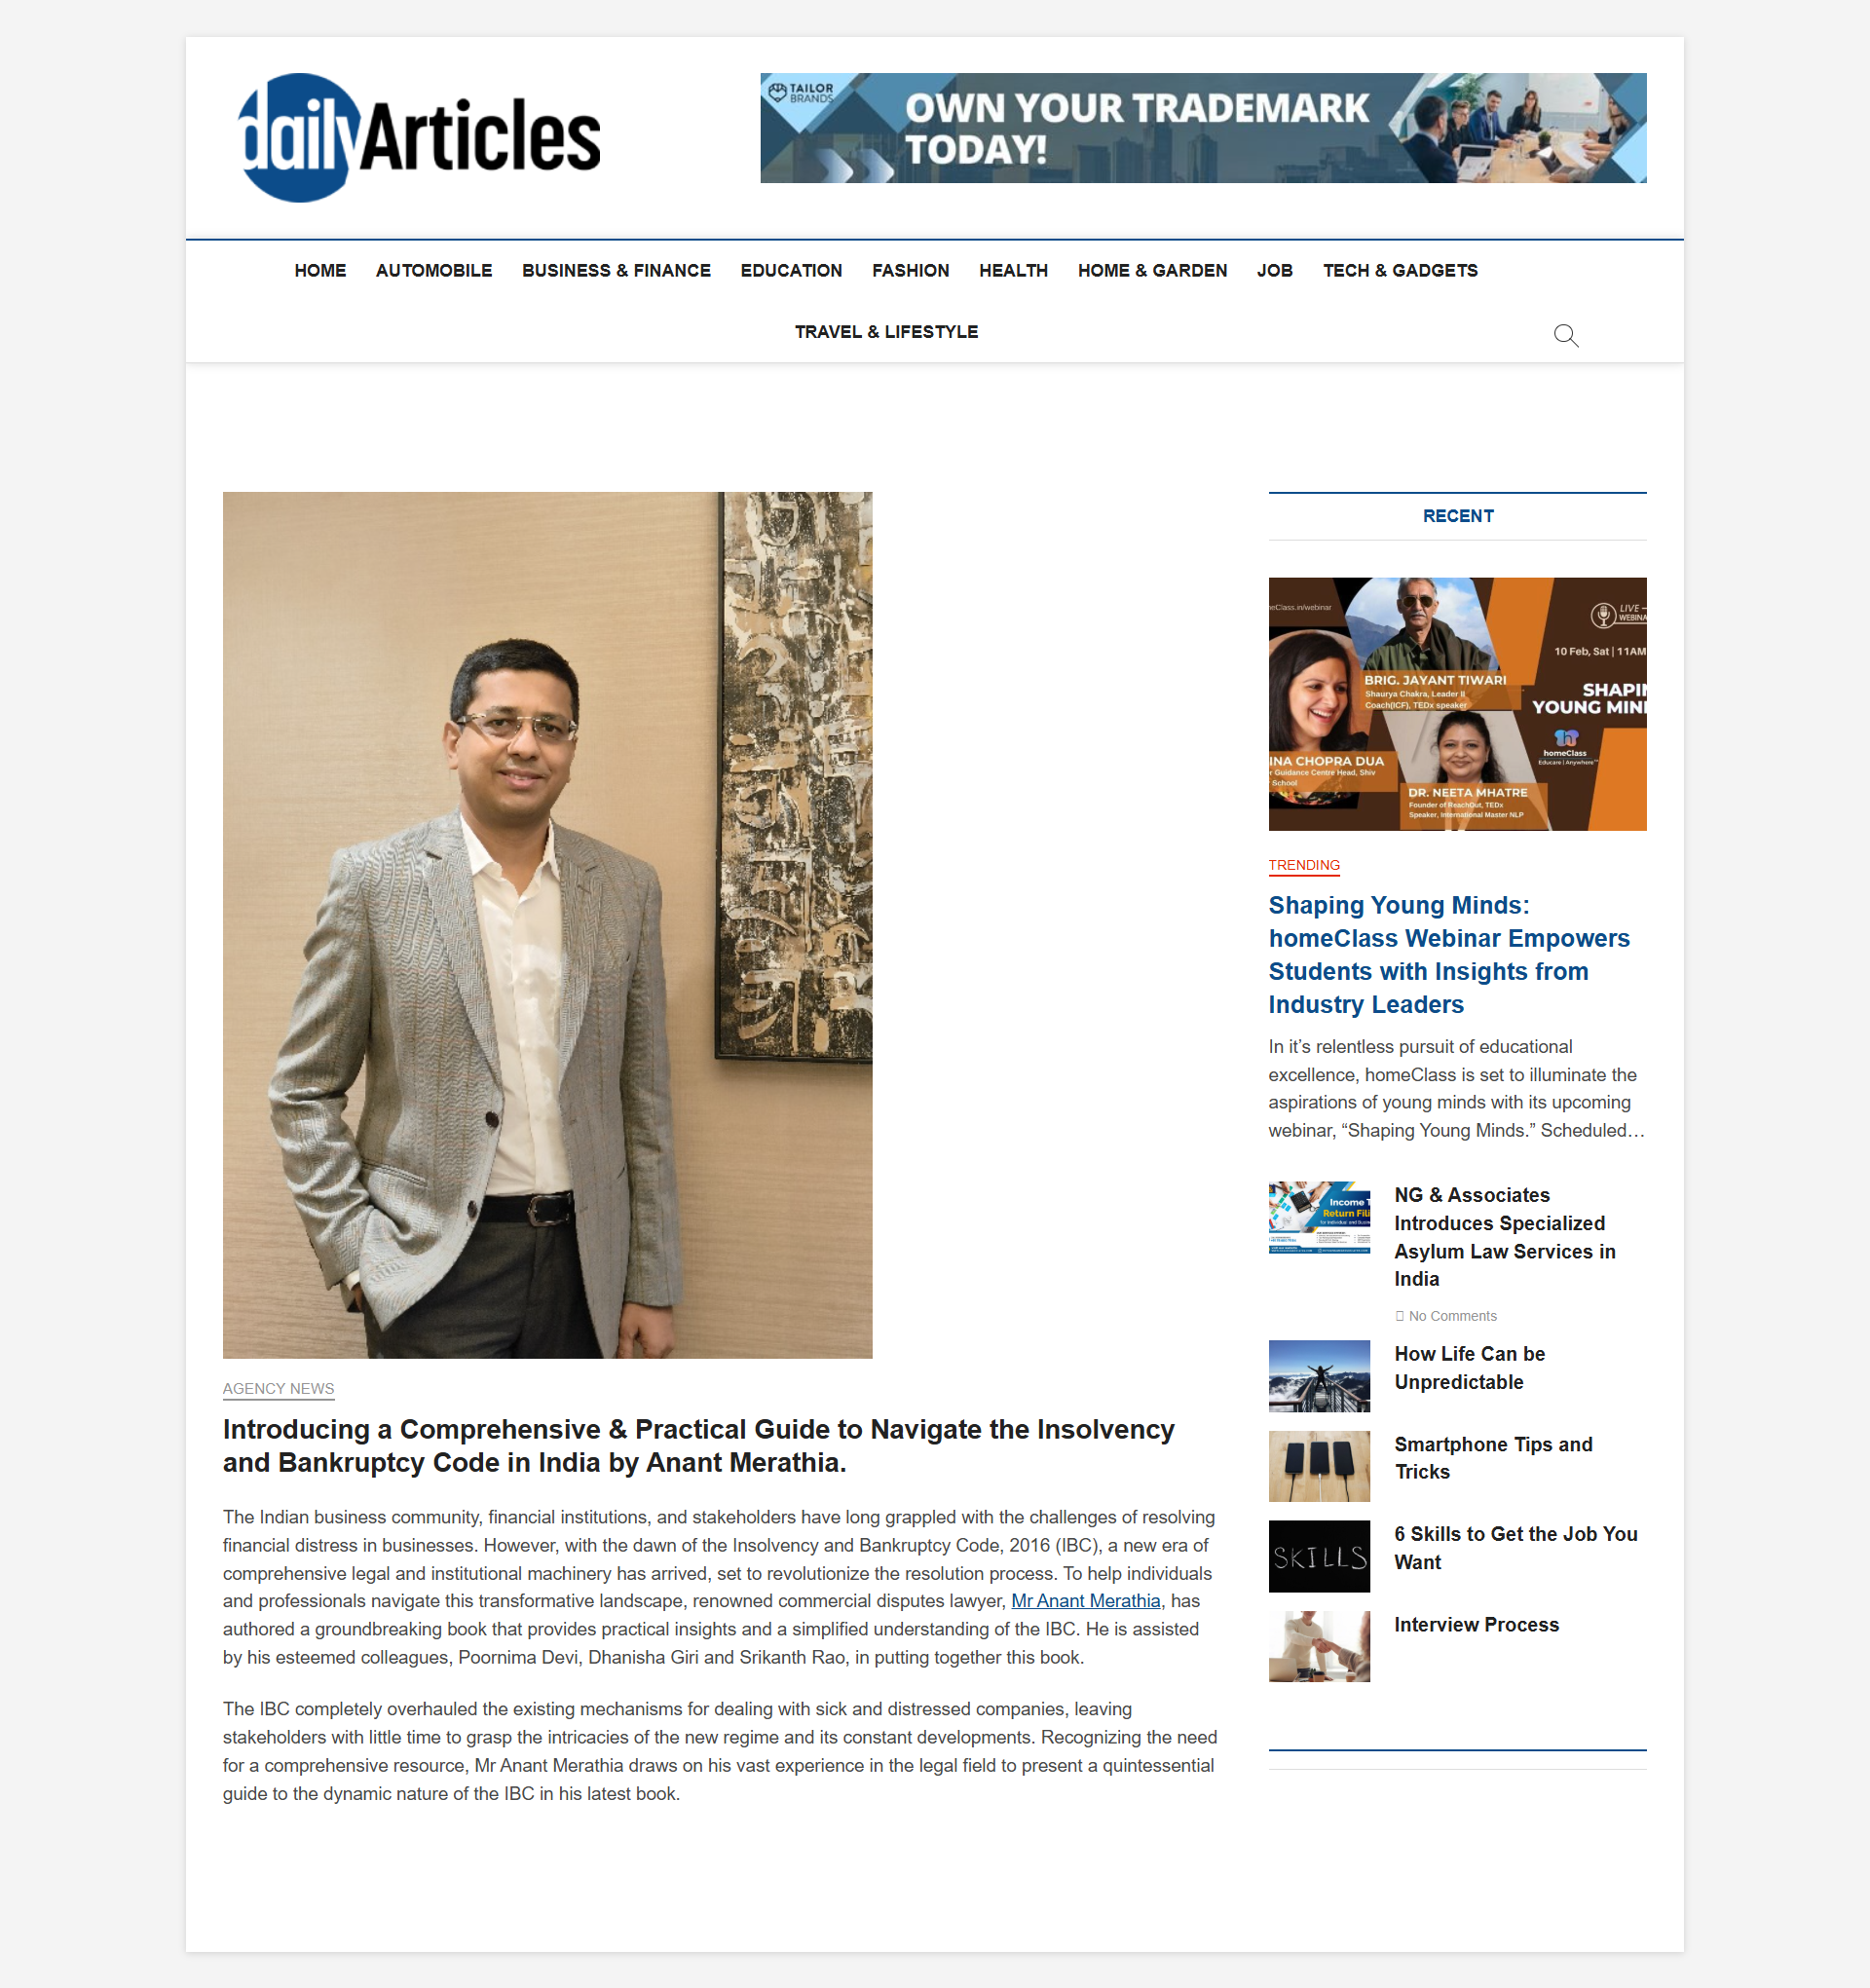 dailyArticles
TAILOR
BRANDS
OWN YOUR TRADEMARK
TODAY!
HOME AUTOMOBILE BUSINESS & FINANCE EDUCATION FASHION HEALTH HOME & GARDEN JOB TECH & GADGETS
TRAVEL & LIFESTYLE
AGENCY NEWS
Introducing a Comprehensive & Practical Guide to Navigate the Insolvency
and Bankruptcy Code in India by Anant Merathia.
The Indian business community, financial institutions, and stakeholders have long grappled with the challenges of resolving
financial distress in businesses. However, with the dawn of the Insolvency and Bankruptcy Code, 2016 (IBC), a new era of
comprehensive legal and institutional machinery has arrived, set to revolutionize the resolution process. To help individuals
and professionals navigate this transformative landscape, renowned commercial disputes lawyer, Mr Anant Merathia, has
authored a groundbreaking book that provides practical insights and a simplified understanding of the IBC. He is assisted
by his esteemed colleagues, Poornima Devi, Dhanisha Giri and Srikanth Rao, in putting together this book.
The IBC completely overhauled the existing mechanisms for dealing with sick and distressed companies, leaving
stakeholders with little time to grasp the intricacies of the new regime and its constant developments. Recognizing the need
for a comprehensive resource, Mr Anant Merathia draws on his vast experience in the legal field to present a quintessential
guide to the dynamic nature of the IBC in his latest book.
RECENT
eClass.in/webinar
LIVE
WEBINA
10 Feb, Sat | 11AM
BRIG. JAYANT TIWARI
Shaurya Chakra, Leader II
Coach(ICF), TEDx speaker
SHAPIN
YOUNG MIN
homeClass
Educare | Anywhere
INA CHOPRA DUA
r Guidance Centre Head, Shiv
School
DR. NEETA MHATRE
Founder of ReachOut, TEDx
Speaker, International Master NLP
TRENDING
Shaping Young Minds:
homeClass Webinar Empowers
Students with Insights from
Industry Leaders
In it’s relentless pursuit of educational
excellence, homeClass is set to illuminate the
aspirations of young minds with its upcoming
webinar, “Shaping Young Minds.” Scheduled…
Income T
Return Fili
for Individual and Busine
NG & Associates
Introduces Specialized
Asylum Law Services in
India
No Comments
How Life Can be
Unpredictable
Smartphone Tips and
Tricks
SKILLS
6 Skills to Get the Job You
Want
Interview Process